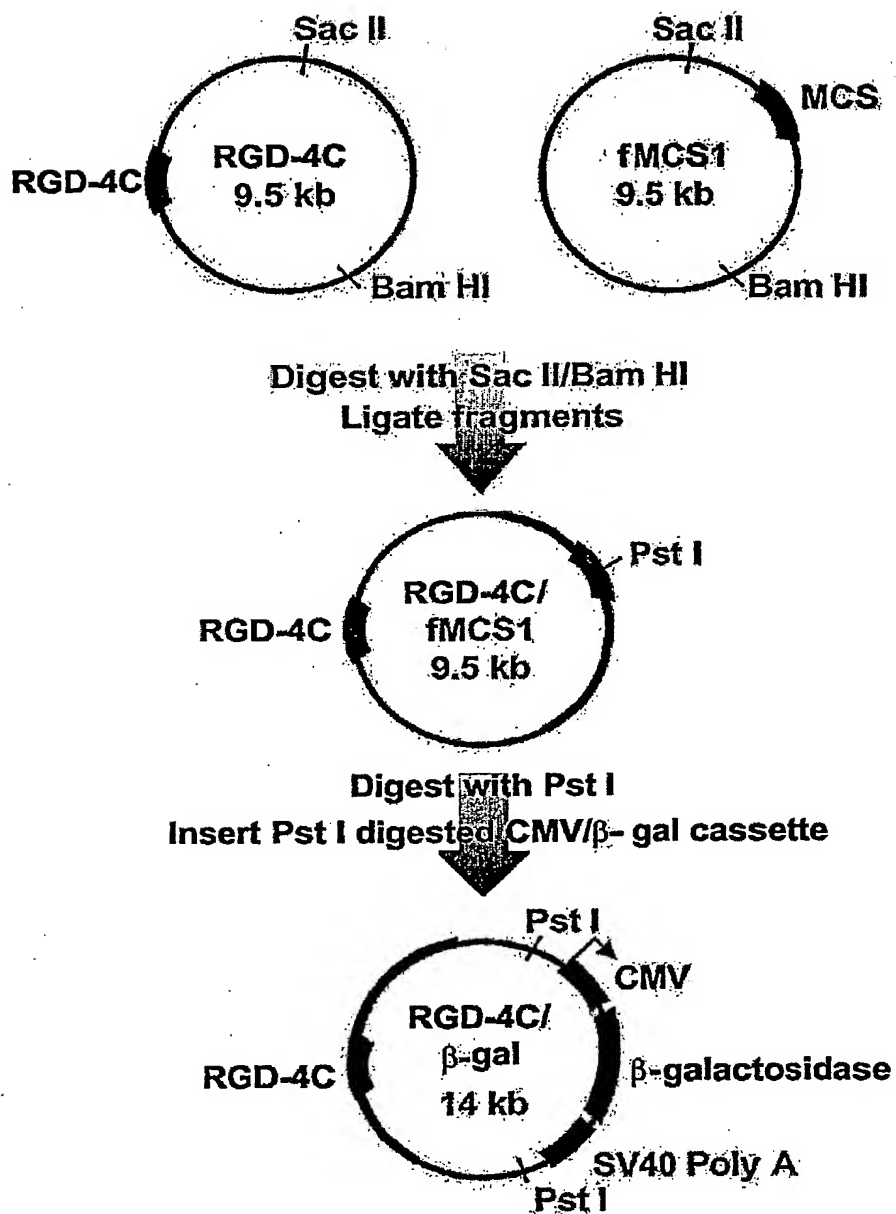 Sac II
Sac II
MCS
RGD-4C
RGD-4C
9.5 kb
fMCS1
9.5 kb
Bam HI
Bam HI
Digest with Sac II/Bam HI
Ligate fragments
Pst I
RGD-4C
RGD-4C/
fMCS1
9.5 kb
Digest with Pst I
Insert Pst I digested CMV/β- gal cassette
Pst I
CMV
RGD-4C/
β-gal
14 kb
RGD-4C
β-galactosidase
SV40 Poly A
Pst I